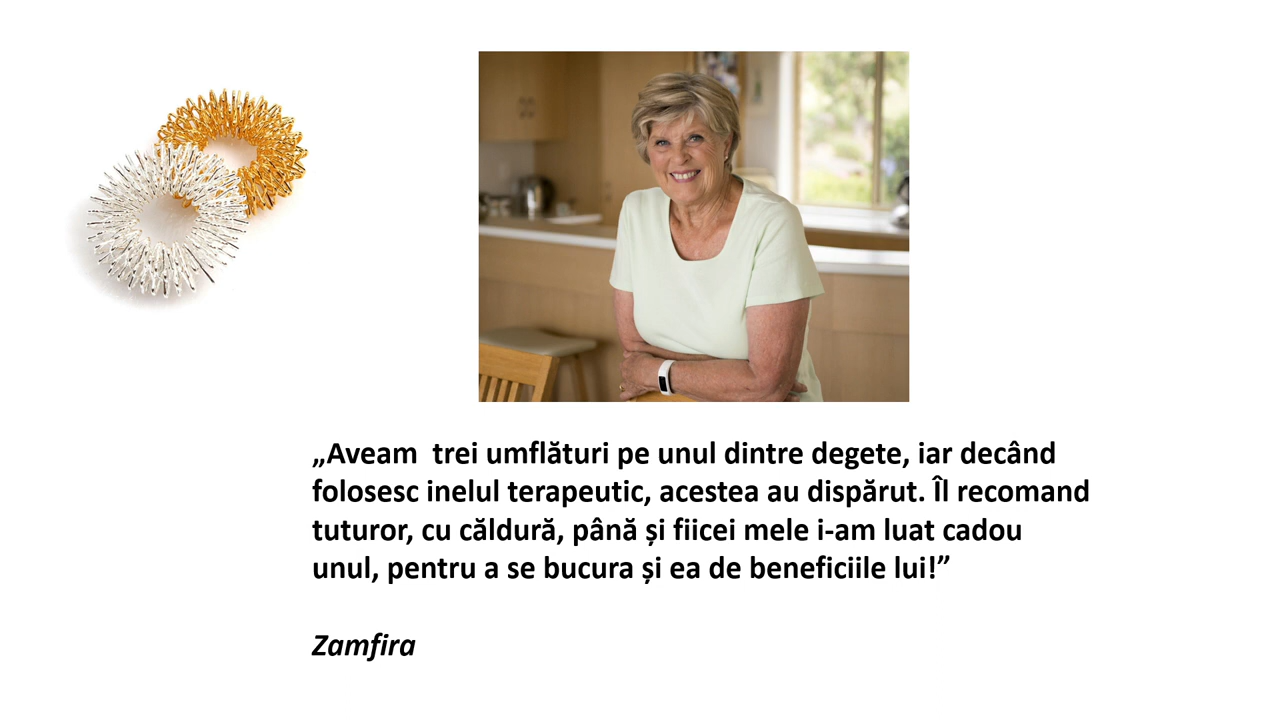 „Aveam  trei umflături pe unul dintre degete, iar decând
folosesc inelul terapeutic, acestea au dispărut. Îl recomand
tuturor, cu căldură, până și fiicei mele i-am luat cadou
unul, pentru a se bucura și ea de beneficiile lui!”
Zamfira